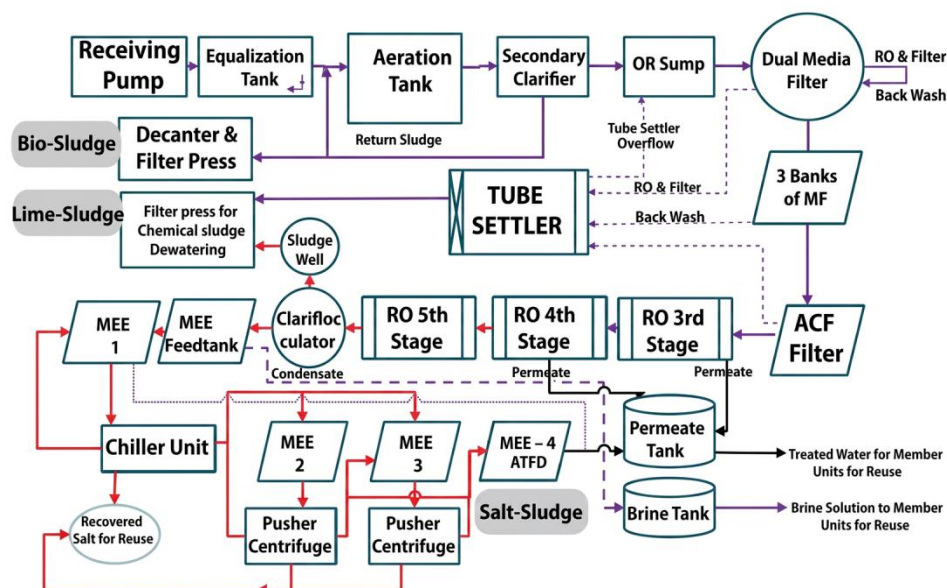 Receiving
Pump
Equalization
Tank
Aeration
Tank
Secondary
Clarifier
OR Sump
Dual Media
Filter
RO & Filter
Back Wash
Bio-Sludge
Decanter &
Filter Press
Return Sludge
Tube Settler
Overflow
3 Banks
of MF
Lime-Sludge
Filter press for
Chemical sludge
Dewatering
TUBE
SETTLER
RO & Filter
Back Wash
Sludge
Well
MEE
1
MEE
Feedtank
Clarifloc
culator
Condensate
RO 5th
Stage
RO 4th
Stage
Permeate
RO 3rd
Stage
Permeate
ACF
Filter
Chiller Unit
MEE
2
MEE
3
MEE – 4
ATFD
Permeate
Tank
Treated Water for Member
Units for Reuse
Salt-Sludge
Recovered
Salt for Reuse
Pusher
Centrifuge
Pusher
Centrifuge
Brine Tank
Brine Solution to Member
Units for Reuse